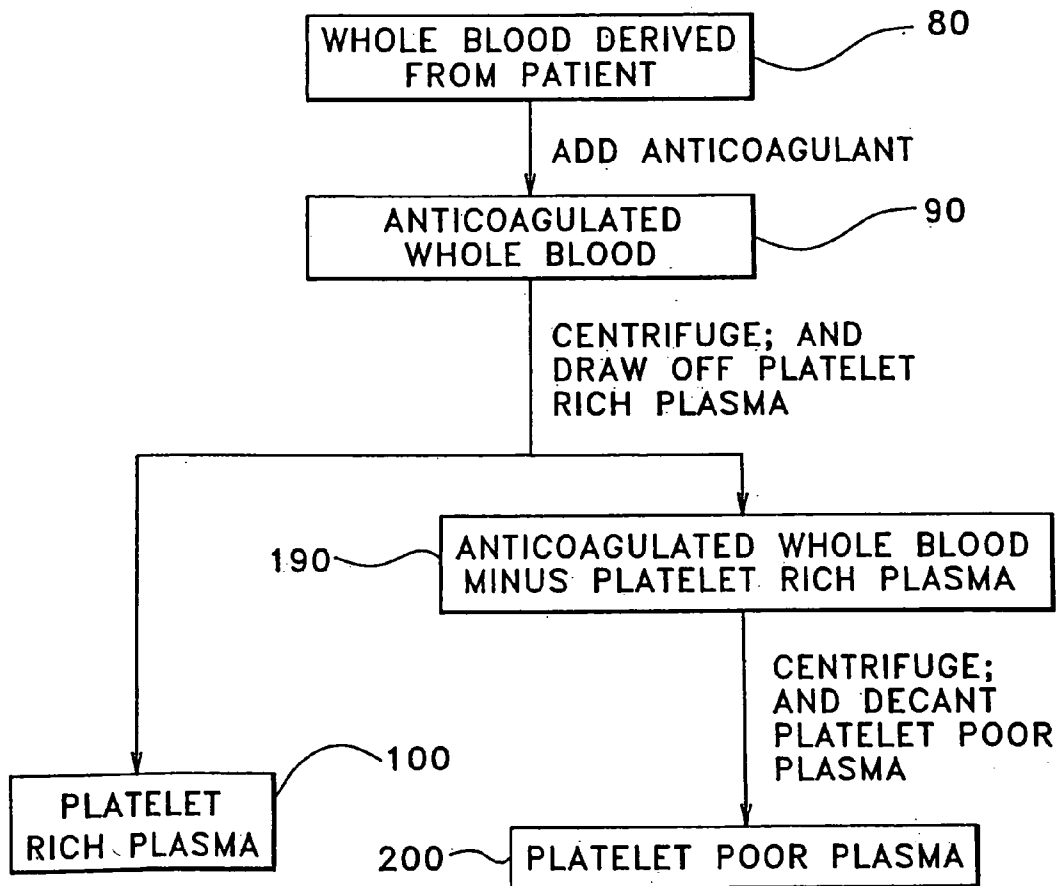 WHOLE BLOOD DERIVED
FROM PATIENT
80
ADD ANTICOAGULANT
ANTICOAGULATED
WHOLE BLOOD
90
CENTRIFUGE; AND
DRAW OFF PLATELET
RICH PLASMA
190
ANTICOAGULATED WHOLE BLOOD
MINUS PLATELET RICH PLASMA
CENTRIFUGE;
AND DECANT
PLATELET POOR
PLASMA
100
PLATELET
RICH PLASMA
200
PLATELET POOR PLASMA